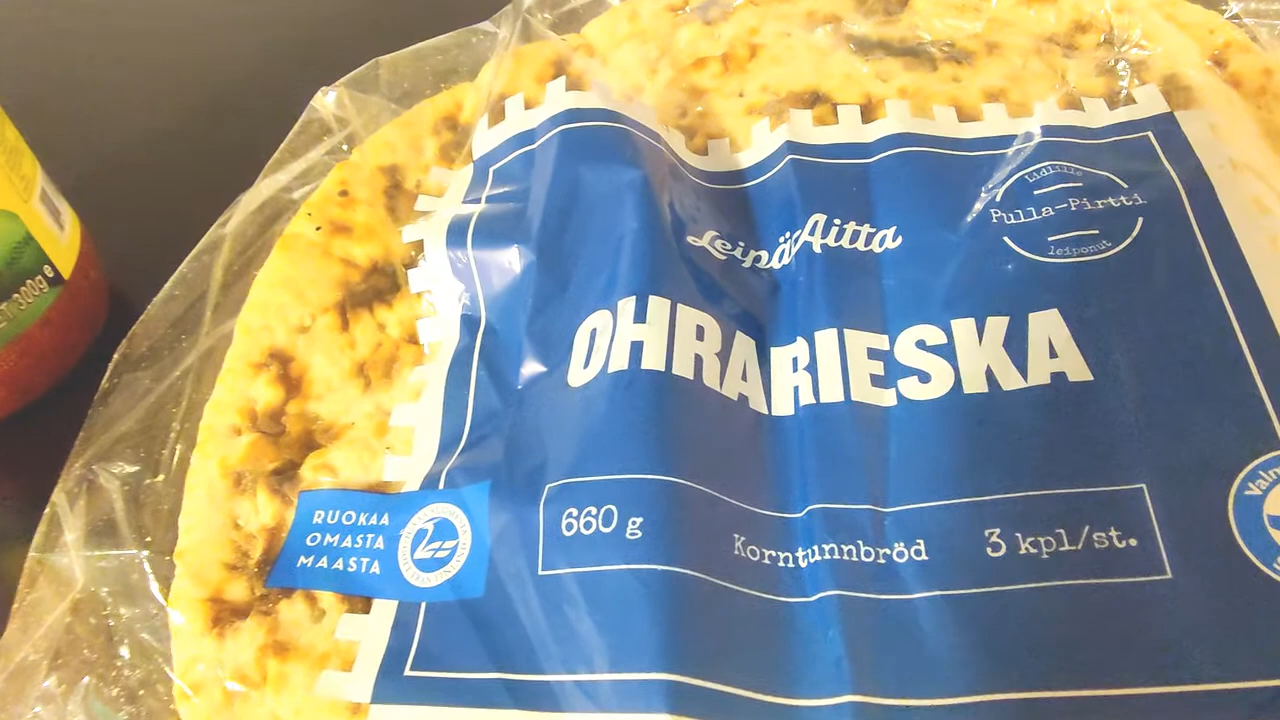 Lidlille
Pulla-Pirtti
leiponut
LeipäAitta
OHRARIESKA
660 g
Korntunnbröd
3 kpl/st.
RUOKAA
OMASTA
MAASTA
300g e